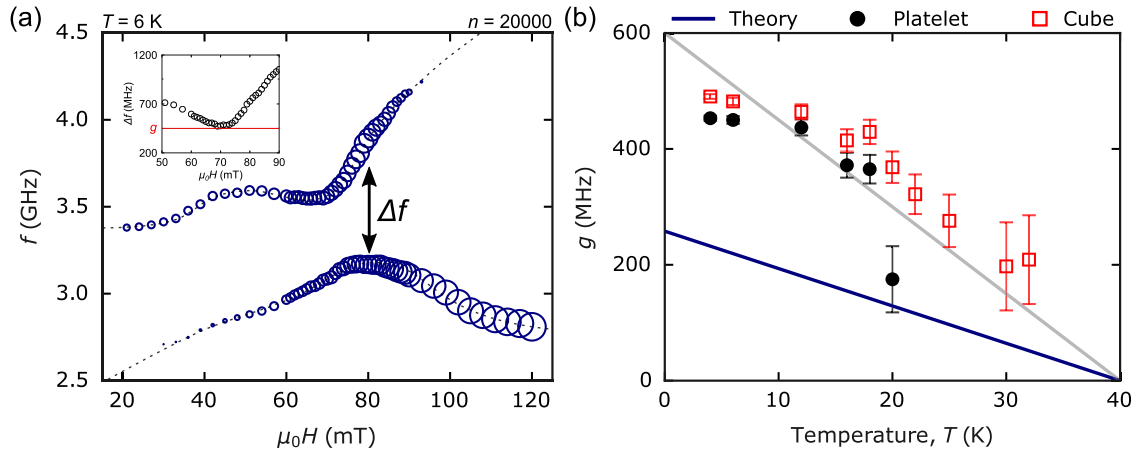 (a)
T = 6 K
n = 20000
4.5
4.0
3.5
3.0
2.5
f (GHz)
20
40
60
80
100
120
μ₀H (mT)
Δf
1200
700
g
200
Δf (MHz)
50
60
70
80
90
μ₀H (mT)
(b)
Theory
Platelet
Cube
600
400
200
0
g (MHz)
0
10
20
30
40
Temperature, T (K)